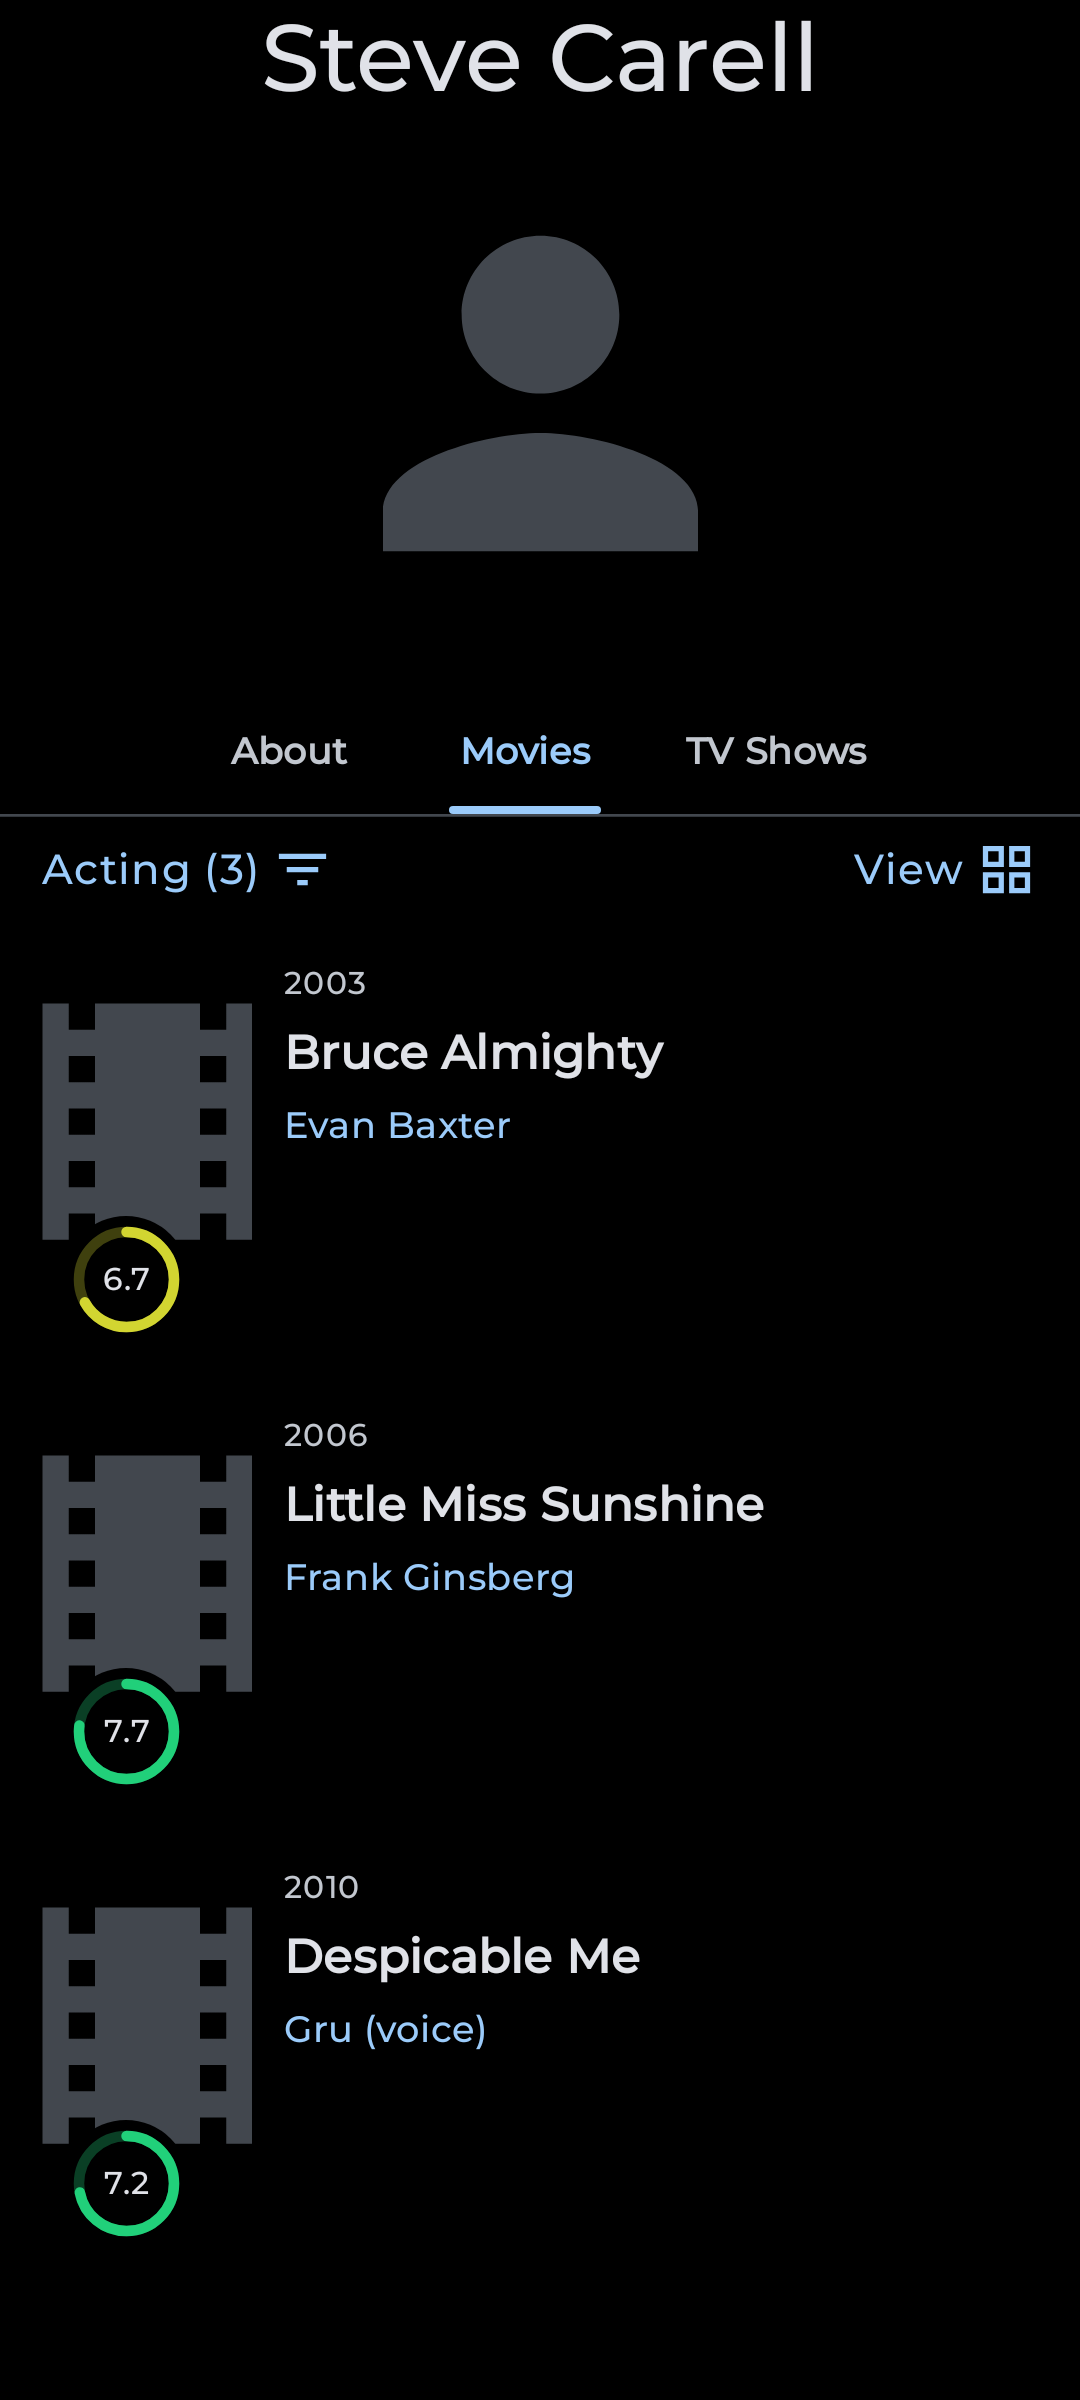 Steve Carell
About Movies TV Shows
Acting (3) View
2003
Bruce Almighty
Evan Baxter
6.7
2006
Little Miss Sunshine
Frank Ginsberg
7.7
2010
Despicable Me
Gru (voice)
7.2